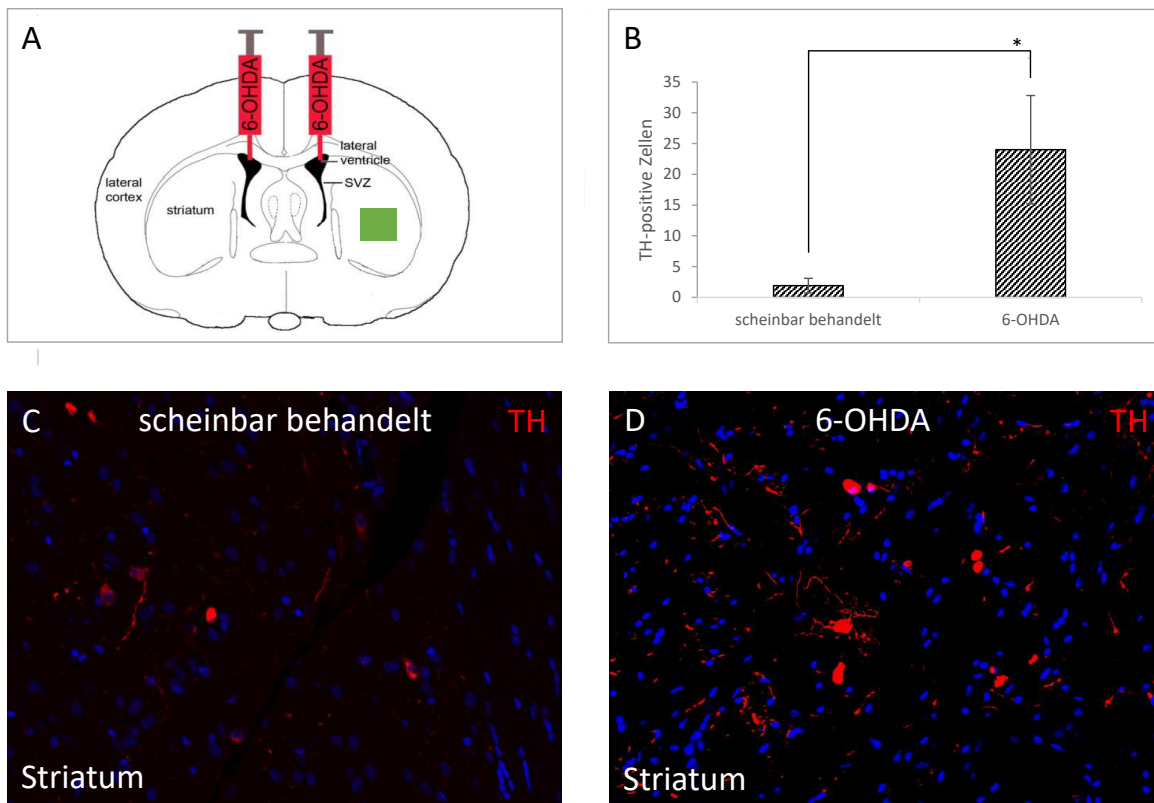 A
6-OHDA
6-OHDA
lateral
ventricle
SVZ
lateral
cortex
striatum
B
*
TH-positive Zellen
35
30
25
20
15
10
5
0
scheinbar behandelt
6-OHDA
C scheinbar behandelt TH
Striatum
D 6-OHDA TH
Striatum